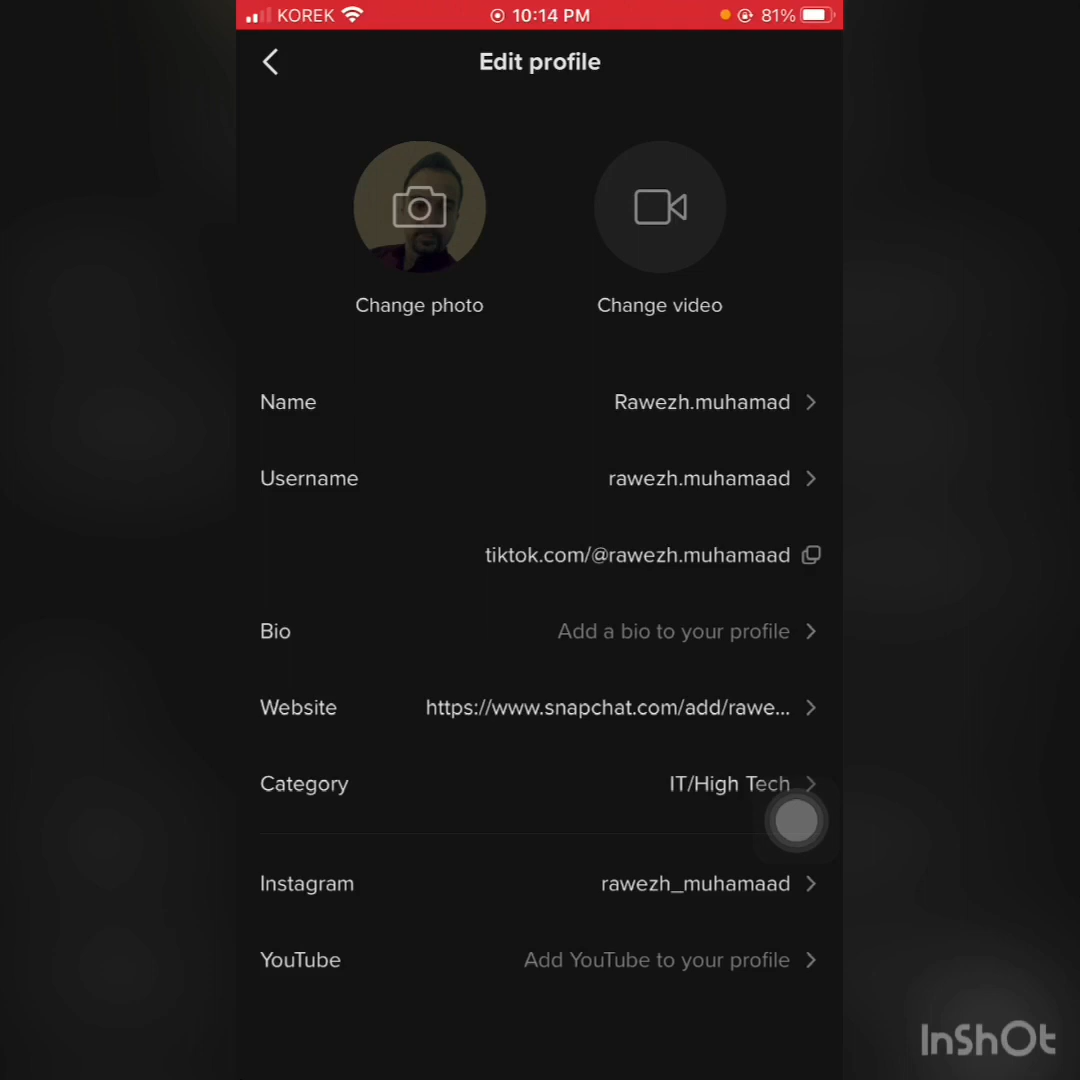 KOREK 10:14 PM 81%
Edit profile
Change photo Change video
Name Rawezh.muhamad
Username rawezh.muhamaad
tiktok.com/@rawezh.muhamaad
Bio Add a bio to your profile
Website https://www.snapchat.com/add/rawe...
Category IT/High Tech
Instagram rawezh_muhamaad
YouTube Add YouTube to your profile
InShOt